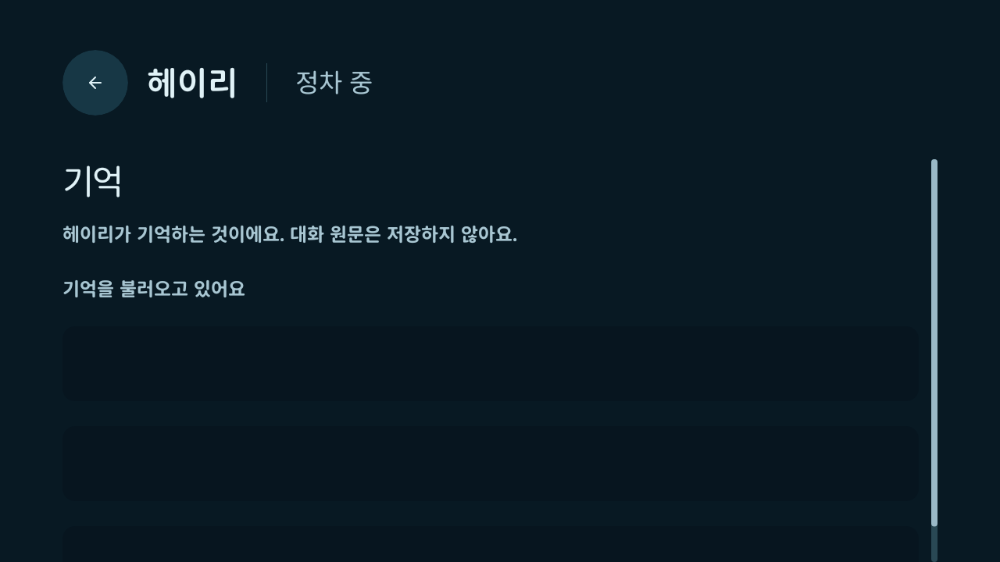 헤이리
정차 중
기억
헤이리가 기억하는 것이에요. 대화 원문은 저장하지 않아요.
기억을 불러오고 있어요